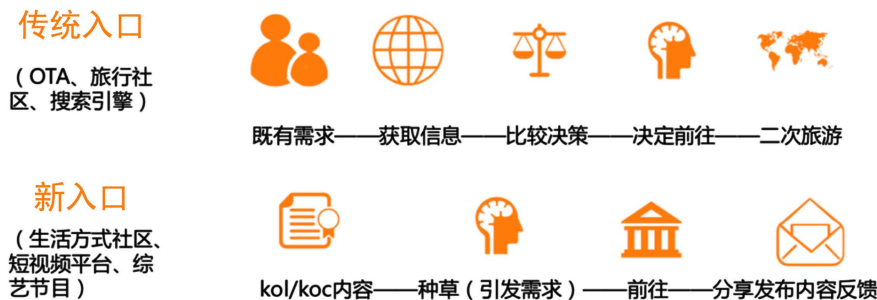 传统入口
（OTA、旅行社
区、搜索引擎）
既有需求——获取信息——比较决策——决定前往——二次旅游
新入口
（生活方式社区、
短视频平台、综
艺节目）
kol/koc内容——种草（引发需求）——前往——分享发布内容反馈